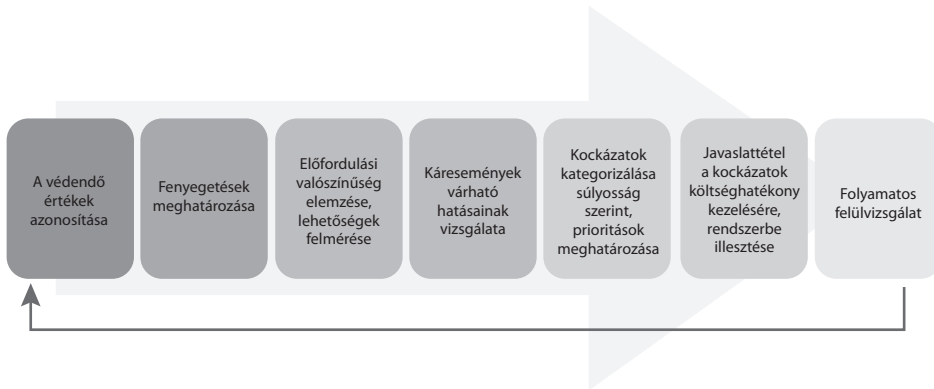 A védendő
értékek
azonosítása
Fenyegetések
meghatározása
Előfordulási
valószínűség
elemzése,
lehetőségek
felmérése
Káresemények
várható
hatásainak
vizsgálata
Kockázatok
kategorizálása
súlyosság
szerint,
prioritások
meghatározása
Javaslattétel
a kockázatok
költséghatékony
kezelésére,
rendszerbe
illesztése
Folyamatos
felülvizsgálat